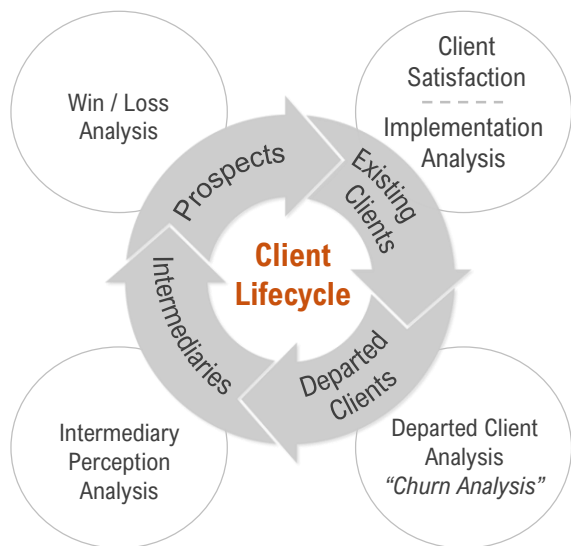 Win / Loss
Analysis
Client
Satisfaction
Implementation
Analysis
Prospects
Existing
Clients
Client
Lifecycle
Intermediaries
Departed
Clients
Intermediary
Perception
Analysis
Departed Client
Analysis
“Churn Analysis”